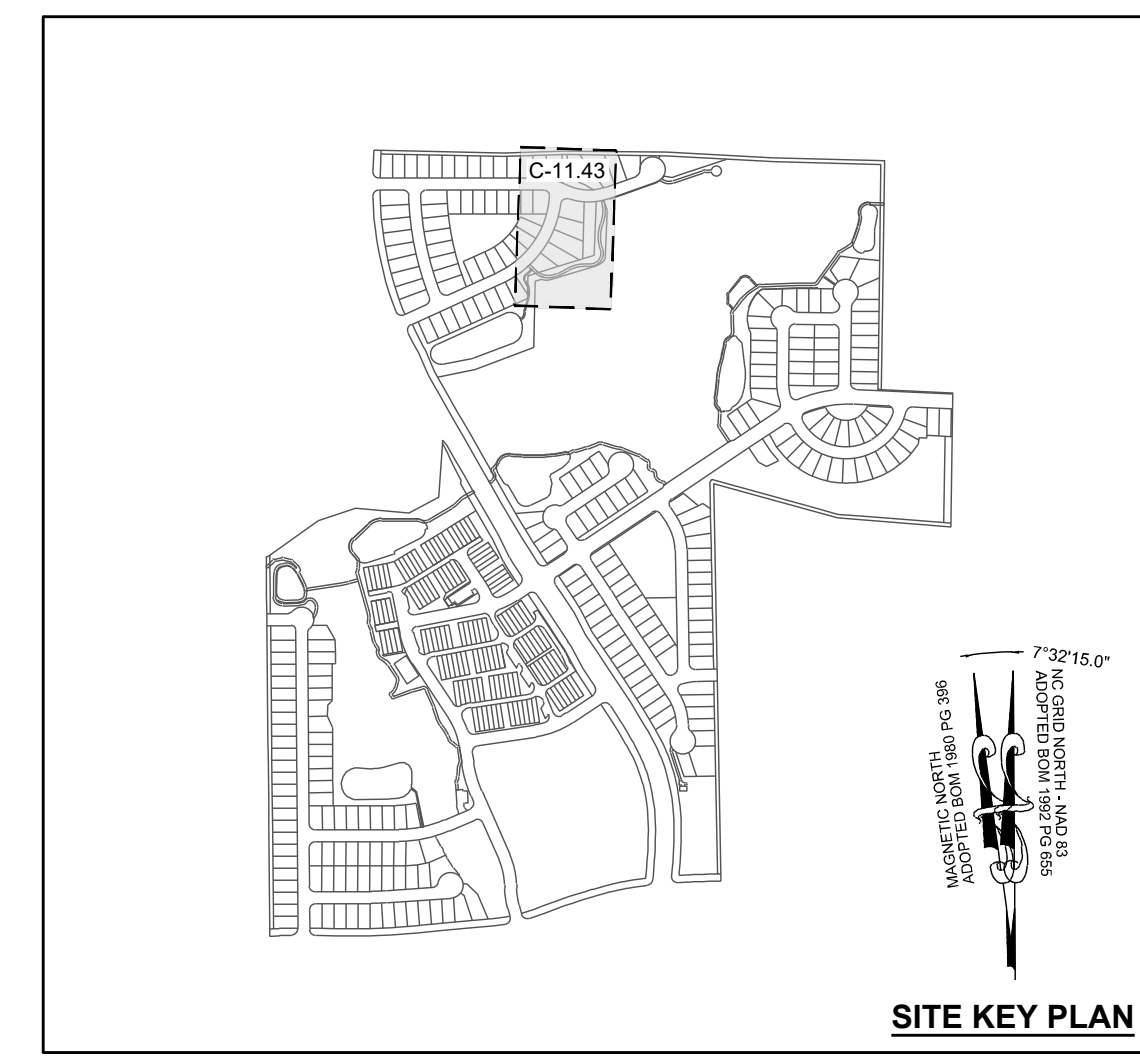 C-11.43
7°32'15.0"
MAGNETIC NORTH
ADOPTED BOM 1980 PG 396
NC GRID NORTH - NAD 83
ADOPTED BOM 1992 PG 655
SITE KEY PLAN